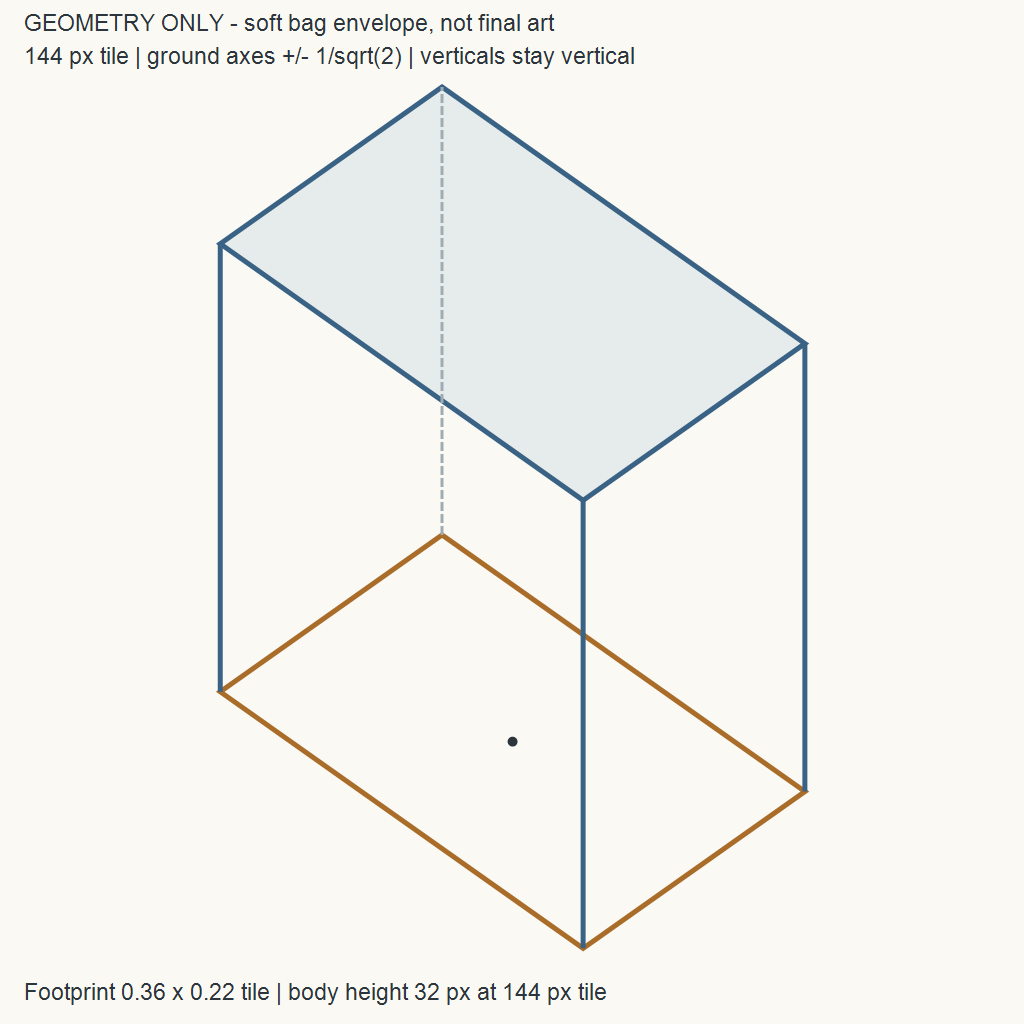 GEOMETRY ONLY - soft bag envelope, not final art
144 px tile | ground axes +/- 1/sqrt(2) | verticals stay vertical
Footprint 0.36 x 0.22 tile | body height 32 px at 144 px tile